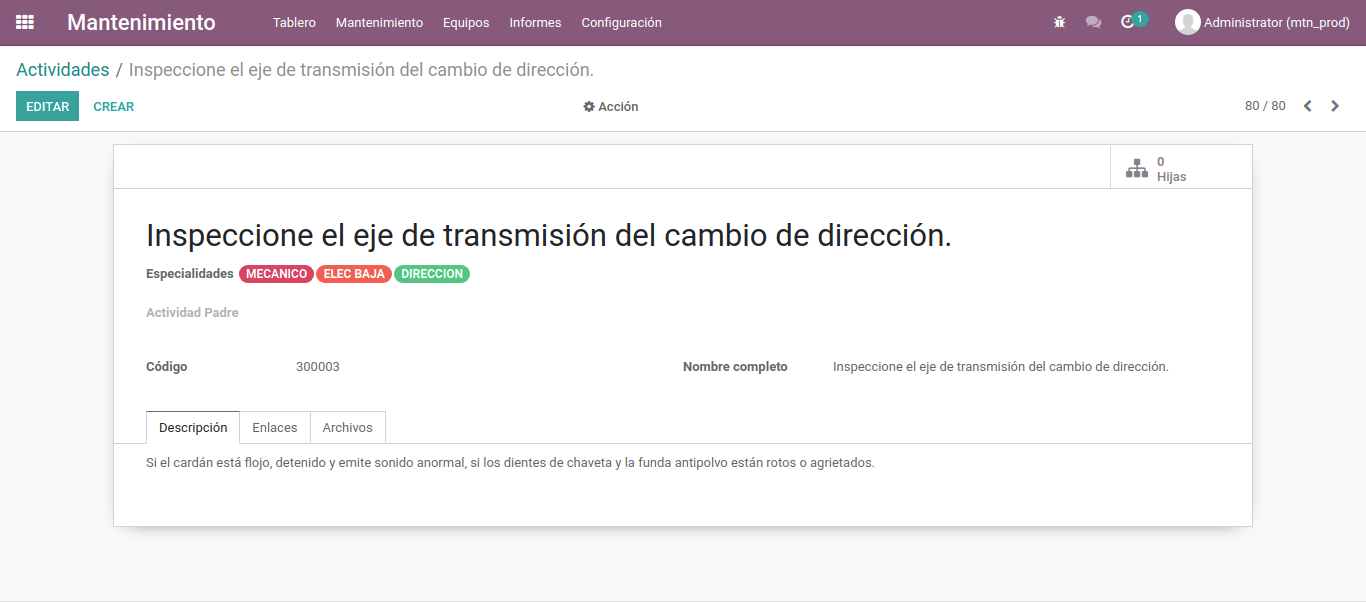 Mantenimiento Tablero Mantenimiento Equipos Informes Configuración 1 Administrator (mtn_prod)
Actividades / Inspeccione el eje de transmisión del cambio de dirección.
EDITAR CREAR Acción 80 / 80
0
Hijas
Inspeccione el eje de transmisión del cambio de dirección.
Especialidades MECANICO ELEC BAJA DIRECCION
Actividad Padre
Código 300003 Nombre completo Inspeccione el eje de transmisión del cambio de dirección.
Descripción Enlaces Archivos
Si el cardán está flojo, detenido y emite sonido anormal, si los dientes de chaveta y la funda antipolvo están rotos o agrietados.